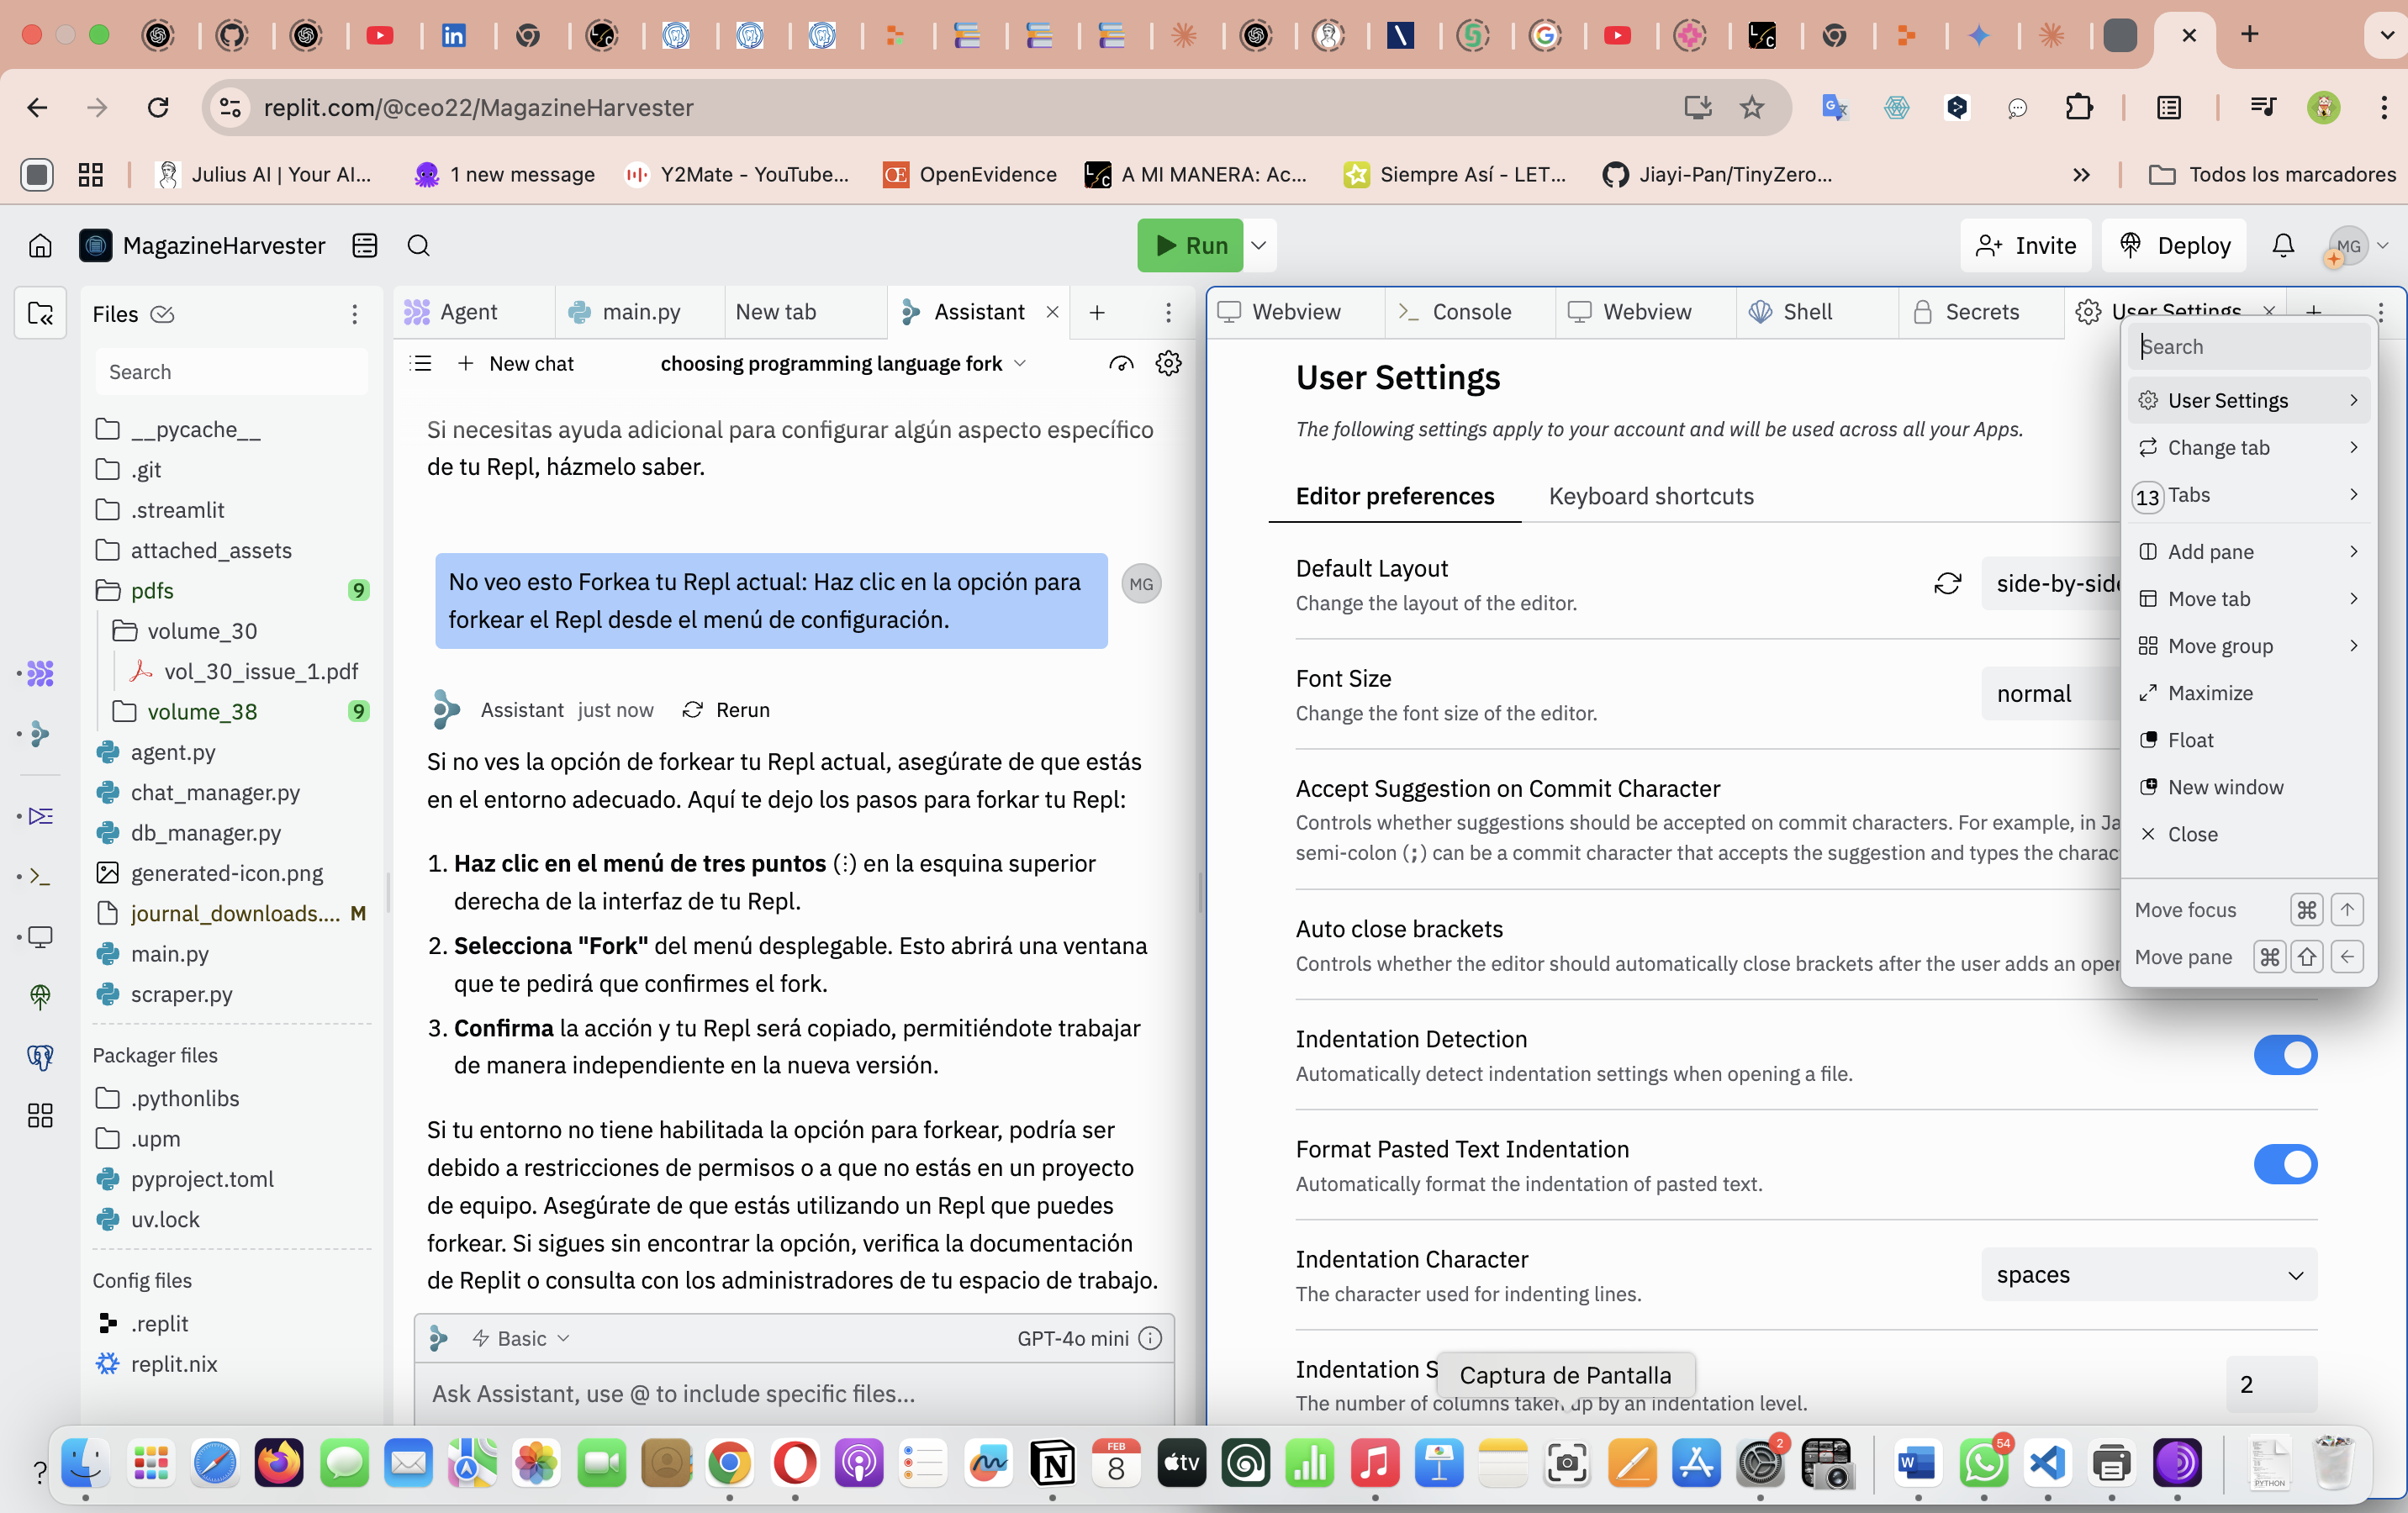 replit.com/@ceo22/MagazineHarvester
Julius AI | Your AI...
1 new message
Y2Mate - YouTube...
OpenEvidence
A MI MANERA: Ac...
Siempre Así - LET...
Jiayi-Pan/TinyZero...
Todos los marcadores
MagazineHarvester
Run
Invite
Deploy
MG
Files
Search
__pycache__
.git
.streamlit
attached_assets
pdfs 9
volume_30
vol_30_issue_1.pdf
volume_38 9
agent.py
chat_manager.py
db_manager.py
generated-icon.png
journal_downloads.... M
main.py
scraper.py
Packager files
.pythonlibs
.upm
pyproject.toml
uv.lock
Config files
.replit
replit.nix
Agent
main.py
New tab
Assistant
New chat
choosing programming language fork
Si necesitas ayuda adicional para configurar algún aspecto específico
de tu Repl, házmelo saber.
No veo esto Forkea tu Repl actual: Haz clic en la opción para
forkear el Repl desde el menú de configuración.
MG
Assistant just now Rerun
Si no ves la opción de forkear tu Repl actual, asegúrate de que estás
en el entorno adecuado. Aquí te dejo los pasos para forkar tu Repl:
1. Haz clic en el menú de tres puntos (⋮) en la esquina superior
derecha de la interfaz de tu Repl.
2. Selecciona "Fork" del menú desplegable. Esto abrirá una ventana
que te pedirá que confirmes el fork.
3. Confirma la acción y tu Repl será copiado, permitiéndote trabajar
de manera independiente en la nueva versión.
Si tu entorno no tiene habilitada la opción para forkear, podría ser
debido a restricciones de permisos o a que no estás en un proyecto
de equipo. Asegúrate de que estás utilizando un Repl que puedes
forkear. Si sigues sin encontrar la opción, verifica la documentación
de Replit o consulta con los administradores de tu espacio de trabajo.
Basic
GPT-4o mini
Ask Assistant, use @ to include specific files...
Webview
Console
Webview
Shell
Secrets
User Settings
User Settings
The following settings apply to your account and will be used across all your Apps.
Editor preferences
Keyboard shortcuts
Default Layout
Change the layout of the editor.
side-by-side
Font Size
Change the font size of the editor.
normal
Accept Suggestion on Commit Character
Controls whether suggestions should be accepted on commit characters. For example, in Ja
semi-colon (;) can be a commit character that accepts the suggestion and types the charac
Auto close brackets
Controls whether the editor should automatically close brackets after the user adds an oper
Indentation Detection
Automatically detect indentation settings when opening a file.
Format Pasted Text Indentation
Automatically format the indentation of pasted text.
Indentation Character
The character used for indenting lines.
spaces
Indentation S
The number of columns taken up by an indentation level.
2
Search
User Settings
Change tab
13 Tabs
Add pane
Move tab
Move group
Maximize
Float
New window
Close
Move focus ⌘ ↑
Move pane ⌘ ⇧ ←
Captura de Pantalla
?
FEB
8
tv
2
54
PYTHON